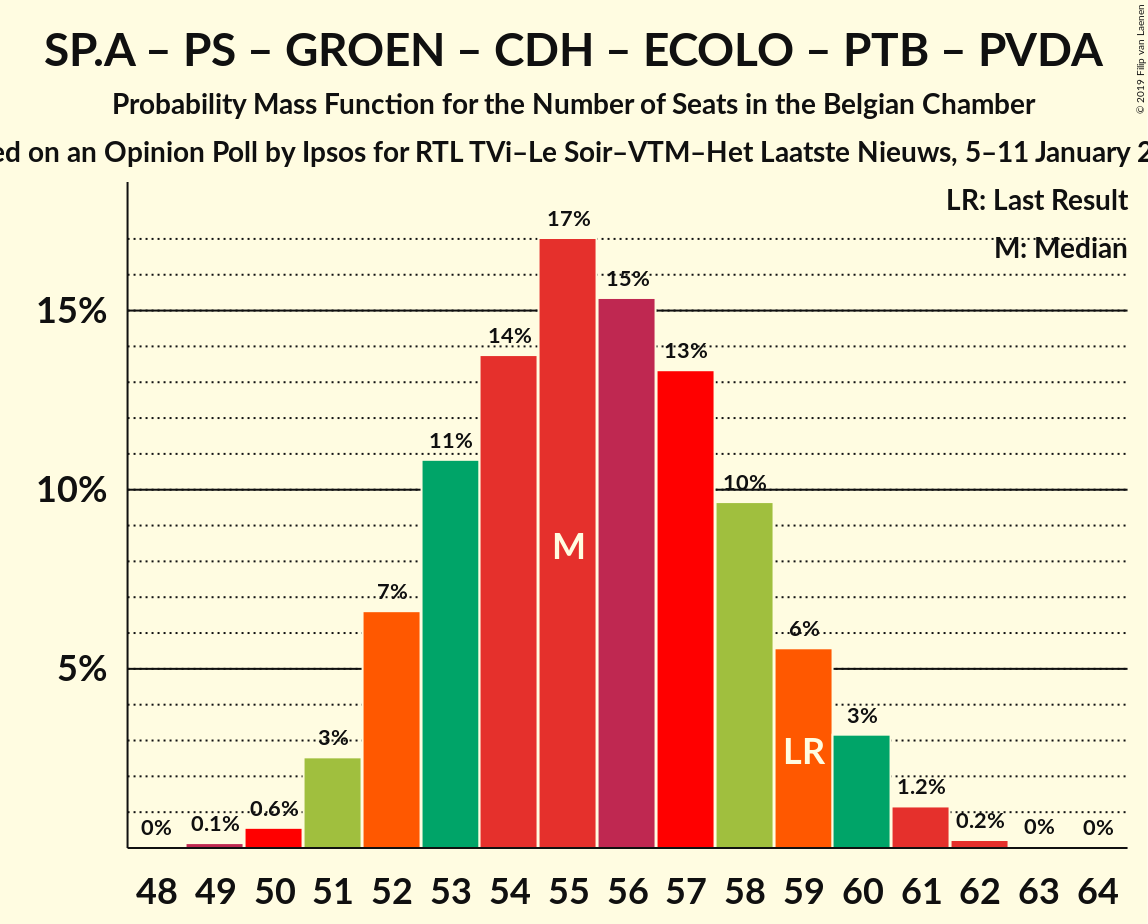 SP.A – PS – GROEN – CDH – ECOLO – PTB – PVDA
Probability Mass Function for the Number of Seats in the Belgian Chamber
ed on an Opinion Poll by Ipsos for RTL TVi–Le Soir–VTM–Het Laatste Nieuws, 5–11 January 2
© 2019 Filip van Laenen
LR: Last Result
M: Median
15%
10%
5%
0%
0.1%
0.6%
3%
7%
11%
14%
17%
15%
13%
10%
6%
3%
1.2%
0.2%
0%
0%
M
LR
48 49 50 51 52 53 54 55 56 57 58 59 60 61 62 63 64